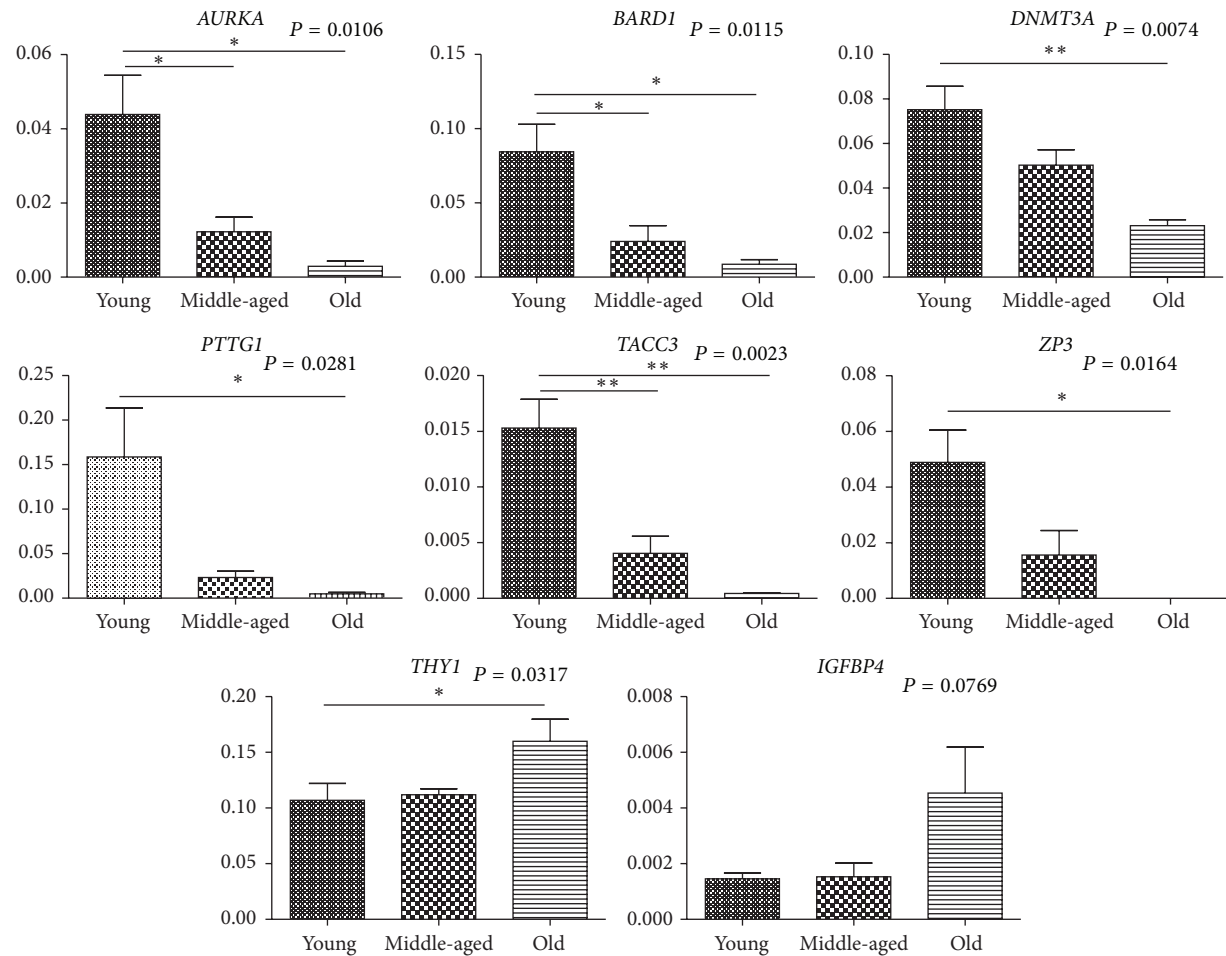 AURKA
P = 0.0106
0.06
*
*
0.04
0.02
0.00
Young Middle-aged Old
BARD1
P = 0.0115
0.15
*
*
0.10
0.05
0.00
Young Middle-aged Old
DNMT3A
P = 0.0074
0.10
**
0.08
0.06
0.04
0.02
0.00
Young Middle-aged Old
PTTG1
P = 0.0281
0.25
*
0.20
0.15
0.10
0.05
0.00
Young Middle-aged Old
TACC3
P = 0.0023
0.020
**
**
0.015
0.010
0.005
0.000
Young Middle-aged Old
ZP3
P = 0.0164
0.08
*
0.06
0.04
0.02
0.00
Young Middle-aged Old
THY1
P = 0.0317
0.20
*
0.15
0.10
0.05
0.00
Young Middle-aged Old
IGFBP4
P = 0.0769
0.008
0.006
0.004
0.002
0.000
Young Middle-aged Old